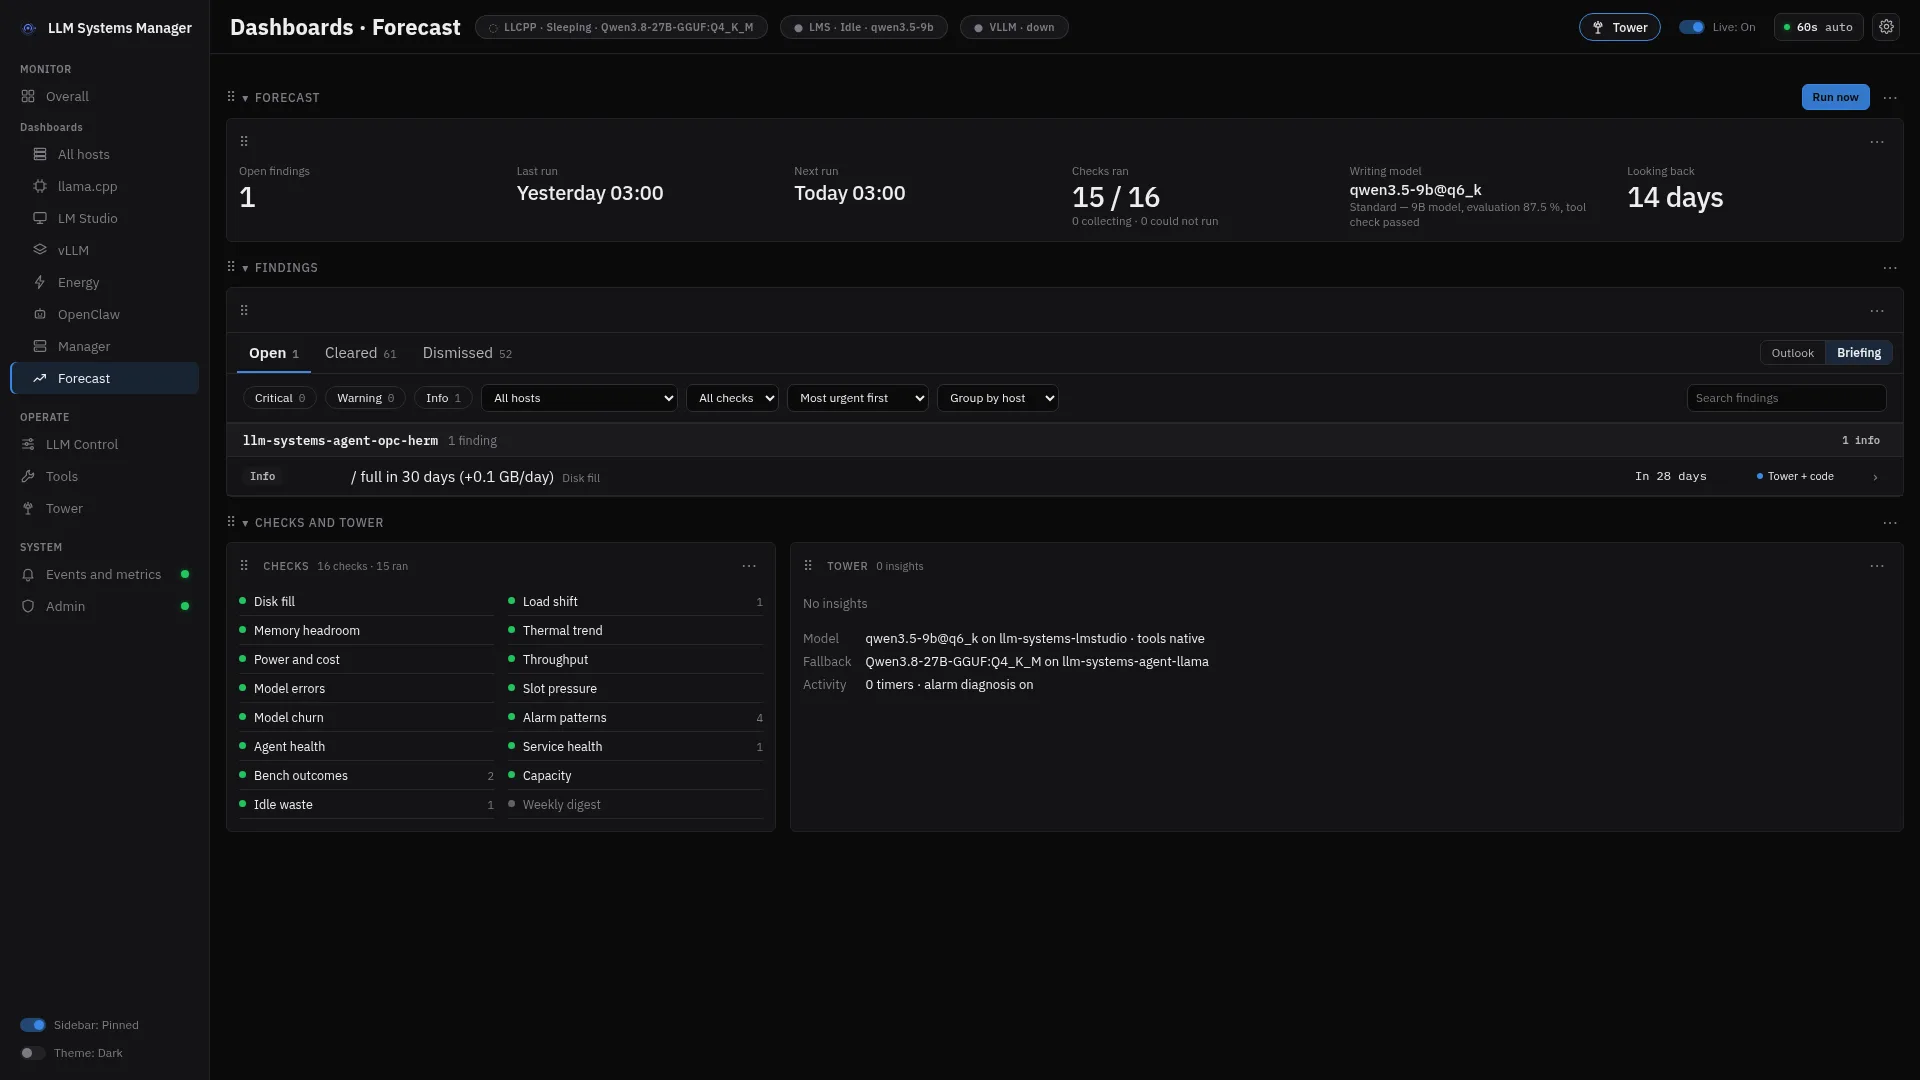 LLM Systems Manager
MONITOR
Overall
Dashboards
All hosts
llama.cpp
LM Studio
vLLM
Energy
OpenClaw
Manager
Forecast
OPERATE
LLM Control
Tools
Tower
SYSTEM
Events and metrics
Admin
Sidebar: Pinned
Theme: Dark
Dashboards · Forecast
LLCPP · Sleeping · Qwen3.8-27B-GGUF:Q4_K_M
LMS · Idle · qwen3.5-9b
VLLM · down
Tower
Live: On
60s auto
FORECAST
Run now
Open findings
1
Last run
Yesterday 03:00
Next run
Today 03:00
Checks ran
15 / 16
0 collecting · 0 could not run
Writing model
qwen3.5-9b@q6_k
Standard — 9B model, evaluation 87.5 %, tool
check passed
Looking back
14 days
FINDINGS
Open 1
Cleared 61
Dismissed 52
Outlook
Briefing
Critical 0
Warning 0
Info 1
All hosts
All checks
Most urgent first
Group by host
Search findings
llm-systems-agent-opc-herm 1 finding
1 info
Info
/ full in 30 days (+0.1 GB/day) Disk fill
In 28 days
Tower + code
CHECKS AND TOWER
CHECKS 16 checks · 15 ran
Disk fill
Memory headroom
Power and cost
Model errors
Model churn
Agent health
Bench outcomes 2
Idle waste 1
Load shift 1
Thermal trend
Throughput
Slot pressure
Alarm patterns 4
Service health 1
Capacity
Weekly digest
TOWER 0 insights
No insights
Model qwen3.5-9b@q6_k on llm-systems-lmstudio · tools native
Fallback Qwen3.8-27B-GGUF:Q4_K_M on llm-systems-agent-llama
Activity 0 timers · alarm diagnosis on